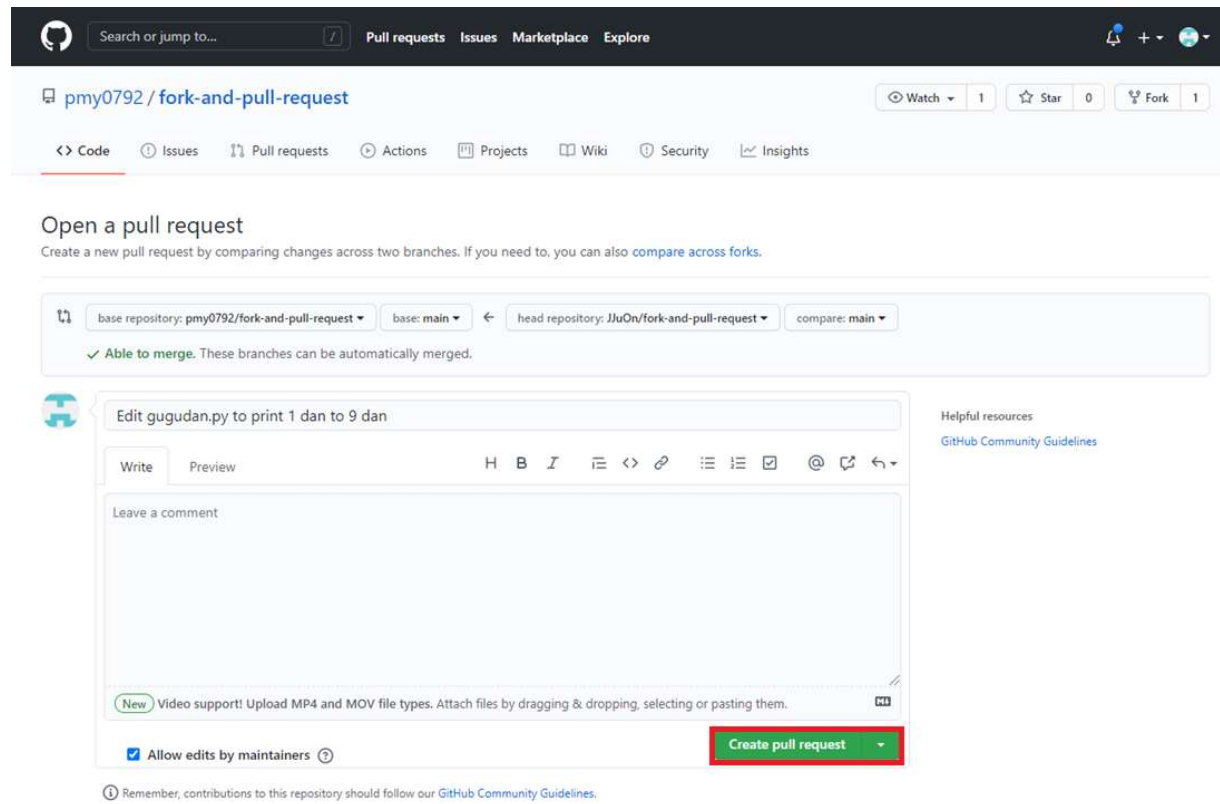 Search or jump to... / Pull requests Issues Marketplace Explore
pmy0792 / fork-and-pull-request Watch 1 Star 0 Fork 1
<> Code Issues Pull requests Actions Projects Wiki Security Insights
Open a pull request
Create a new pull request by comparing changes across two branches. If you need to, you can also compare across forks.
base repository: pmy0792/fork-and-pull-request base: main ← head repository: JJuOn/fork-and-pull-request compare: main
✓ Able to merge. These branches can be automatically merged.
Edit gugudan.py to print 1 dan to 9 dan
Helpful resources
GitHub Community Guidelines
Write Preview H B I
Leave a comment
New Video support! Upload MP4 and MOV file types. Attach files by dragging & dropping, selecting or pasting them.
Allow edits by maintainers
Create pull request
Remember, contributions to this repository should follow our GitHub Community Guidelines.